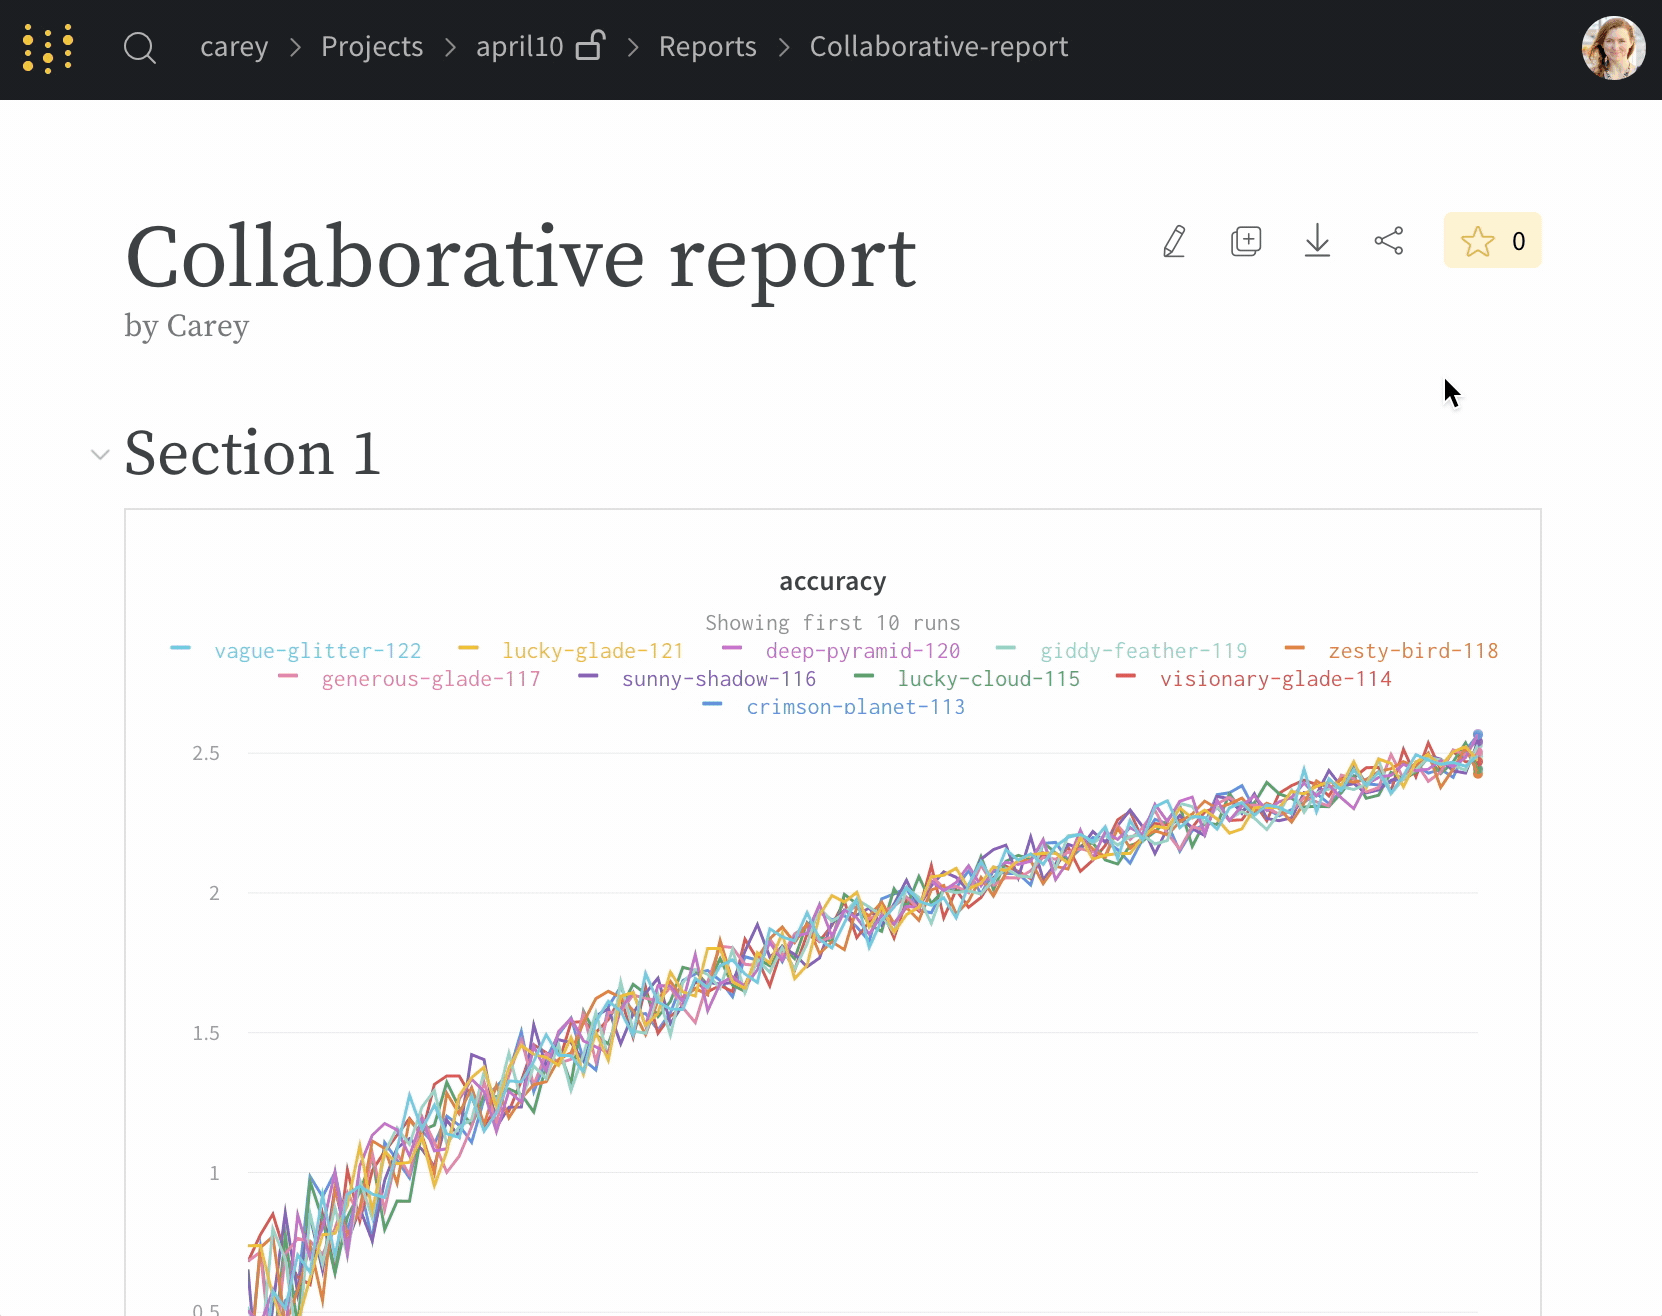 carey > Projects > april10 > Reports > Collaborative-report
Collaborative report
0
by Carey
Section 1
accuracy
Showing first 10 runs
vague-glitter-122 lucky-glade-121 deep-pyramid-120 giddy-feather-119 zesty-bird-118
generous-glade-117 sunny-shadow-116 lucky-cloud-115 visionary-glade-114
crimson-planet-113
2.5
2
1.5
1
0.5